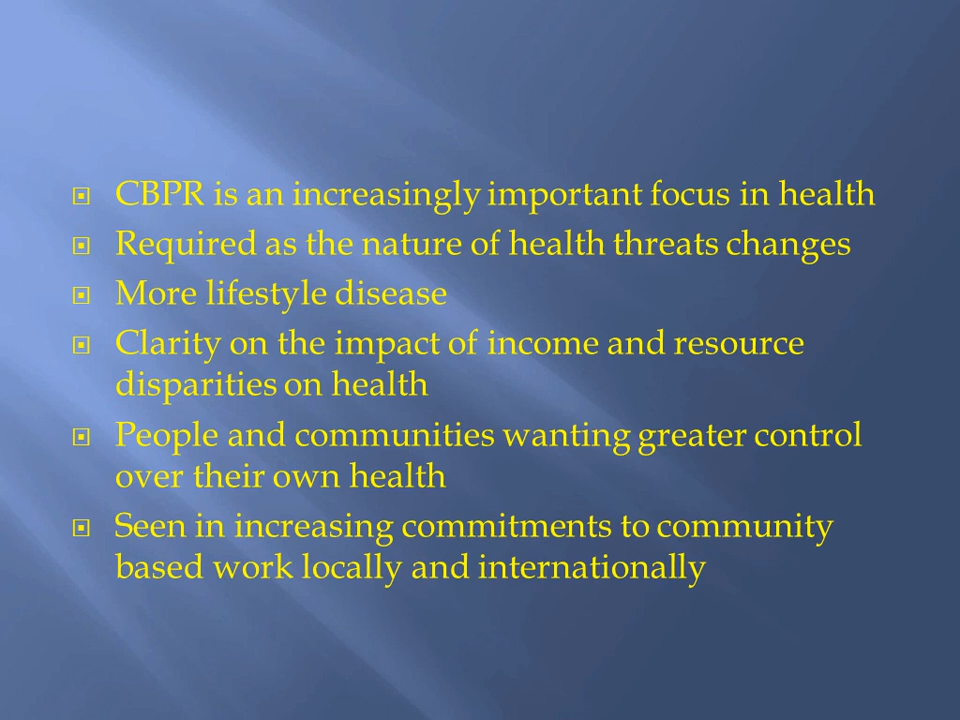 CBPR is an increasingly important focus in health
Required as the nature of health threats changes
More lifestyle disease
Clarity on the impact of income and resource
disparities on health
People and communities wanting greater control
over their own health
Seen in increasing commitments to community
based work locally and internationally